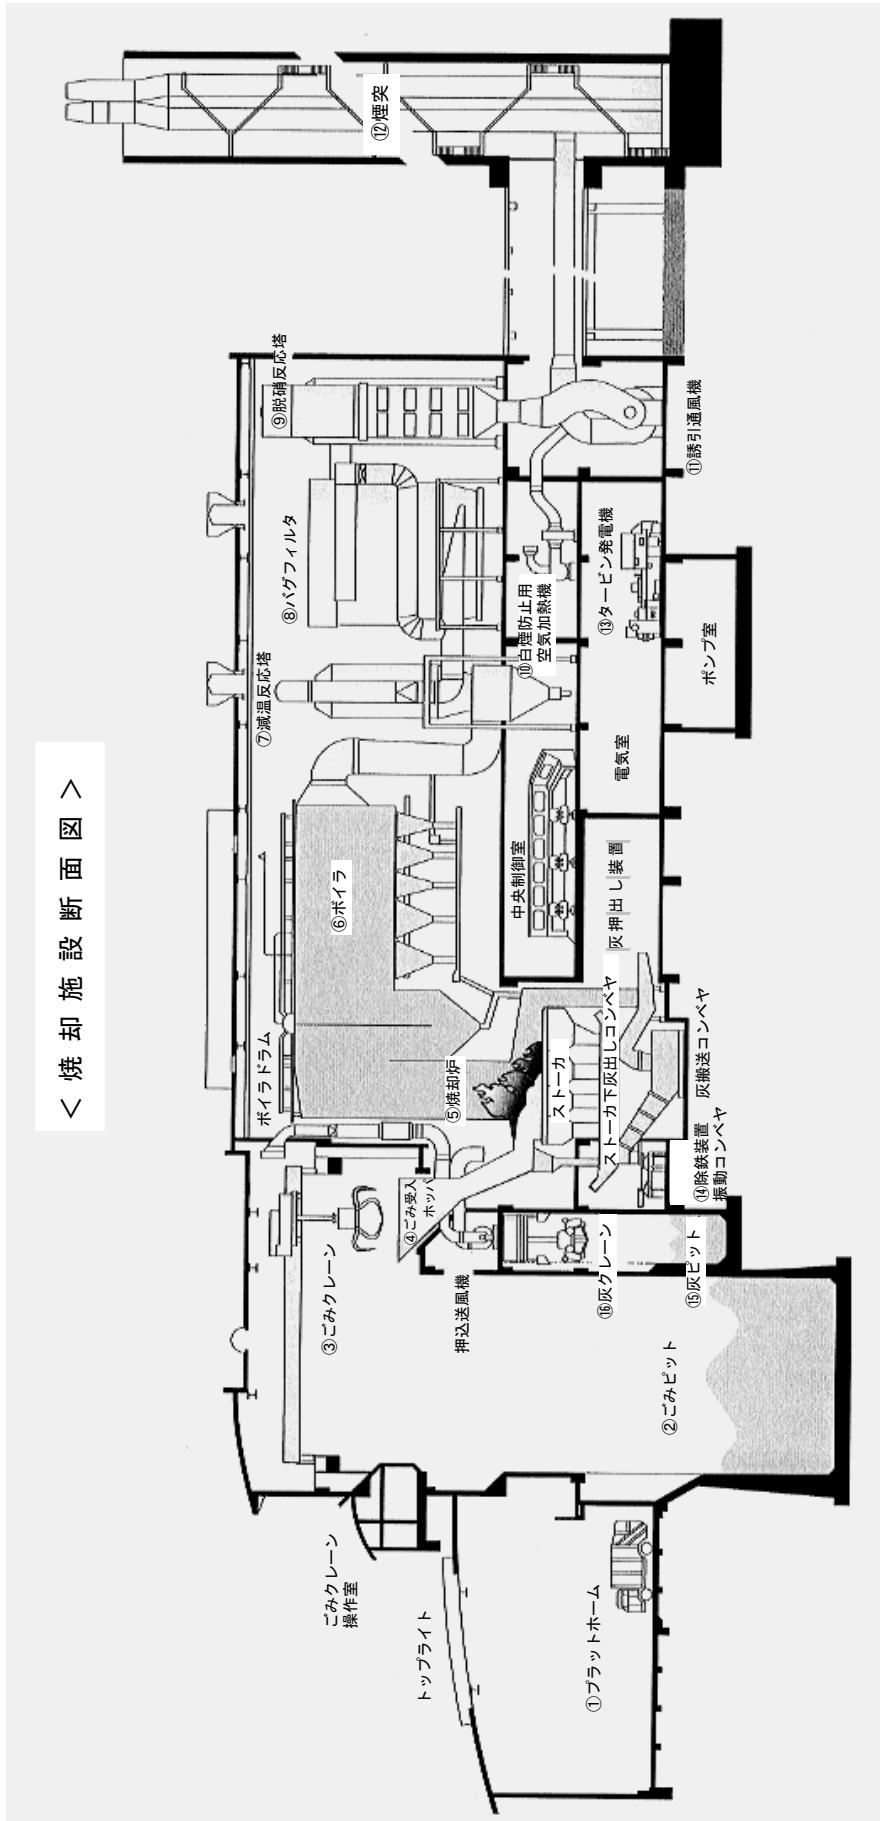 ＜焼却施設断面図＞
①プラットホーム
トップライト
ごみクレーン
操作室
②ごみピット
③ごみクレーン
④ごみ受入
ホッパ
押込送風機
⑯灰クレーン
⑮灰ピット
⑭除鉄装置
振動コンベヤ
灰搬送コンベヤ
ストーカ下灰出しコンベヤ
灰押出し装置
ストーカ
⑤焼却炉
ボイラドラム
⑥ボイラ
中央制御室
電気室
ポンプ室
⑦減温反応塔
⑧バグフィルタ
⑨脱硝反応塔
⑩白煙防止用
空気加熱機
⑬タービン発電機
⑪誘引通風機
⑫煙突